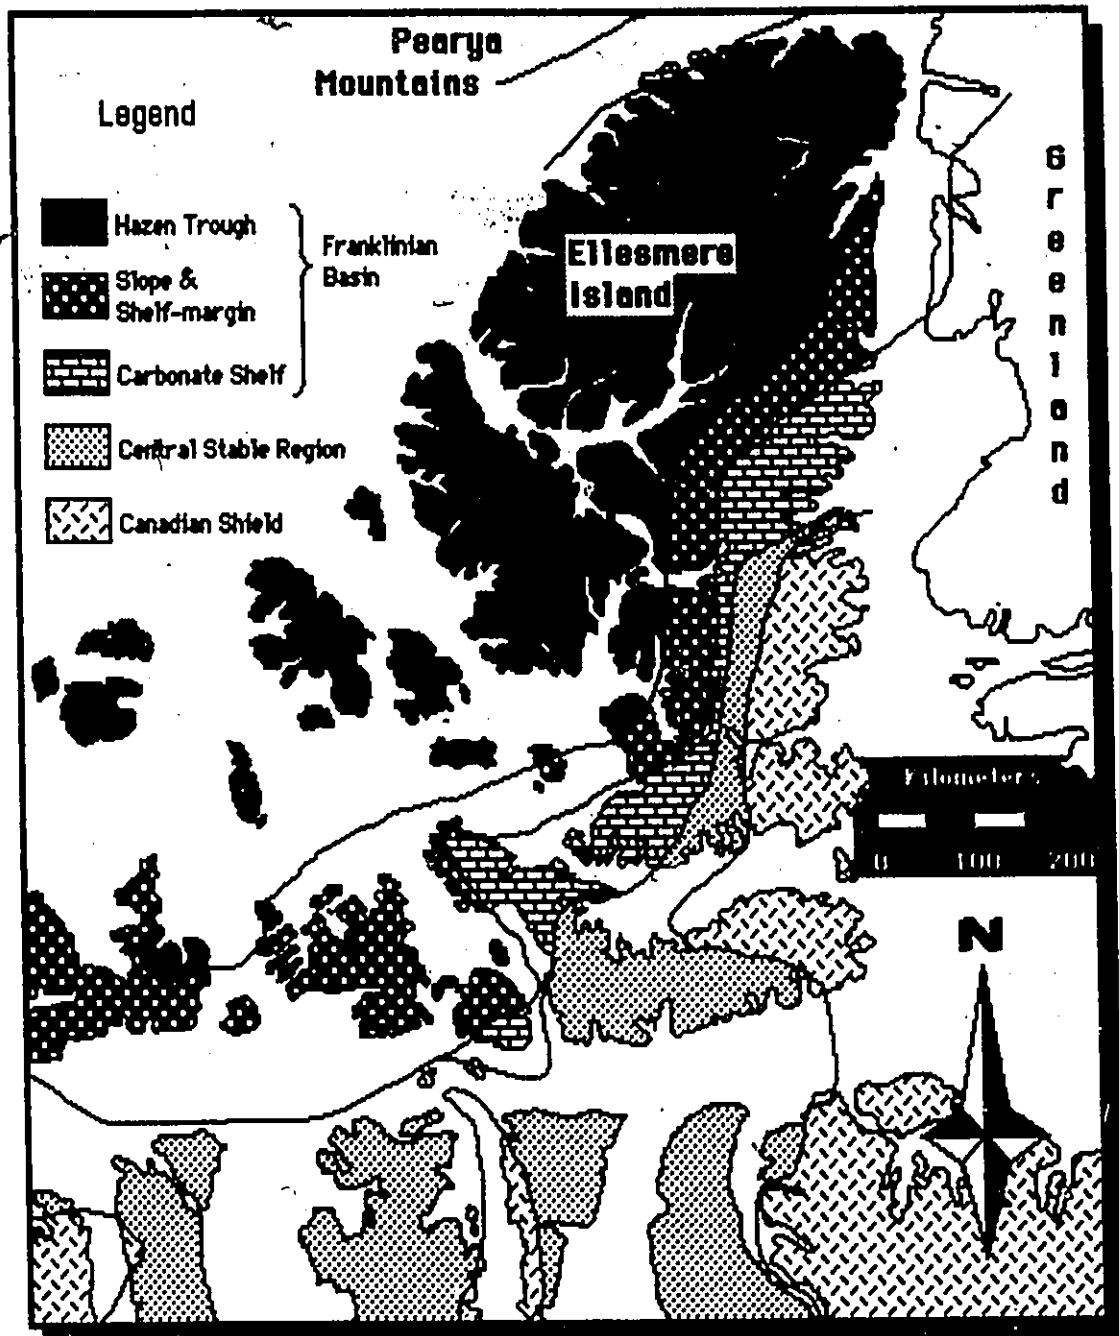 Pearya
Mountains
Legend
Hazen Trough
Slope &
Shelf-margin
Carbonate Shelf
Franklinian
Basin
Central Stable Region
Canadian Shield
Ellesmere
Island
Greenland
Kilometers
0 100 200
N